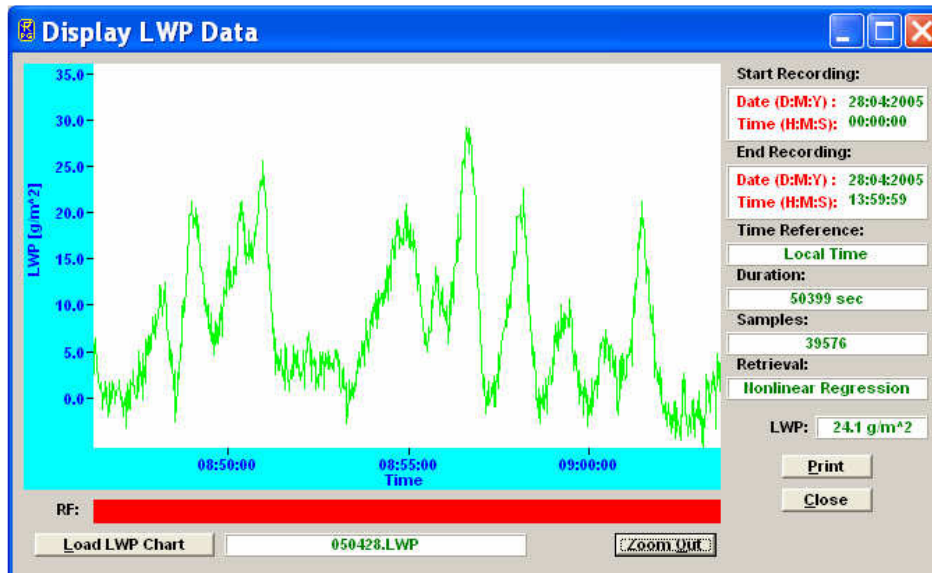 Display LWP Data
35.0
30.0
25.0
20.0
15.0
10.0
5.0
0.0
LWP [g/m^2]
08:50:00 08:55:00 09:00:00
Time
RF:
Load LWP Chart 050428.LWP Zoom Out
Start Recording:
Date (D:M:Y) : 28:04:2005
Time (H:M:S): 00:00:00
End Recording:
Date (D:M:Y) : 28:04:2005
Time (H:M:S): 13:59:59
Time Reference:
Local Time
Duration:
50399 sec
Samples:
39576
Retrieval:
Nonlinear Regression
LWP: 24.1 g/m^2
Print
Close